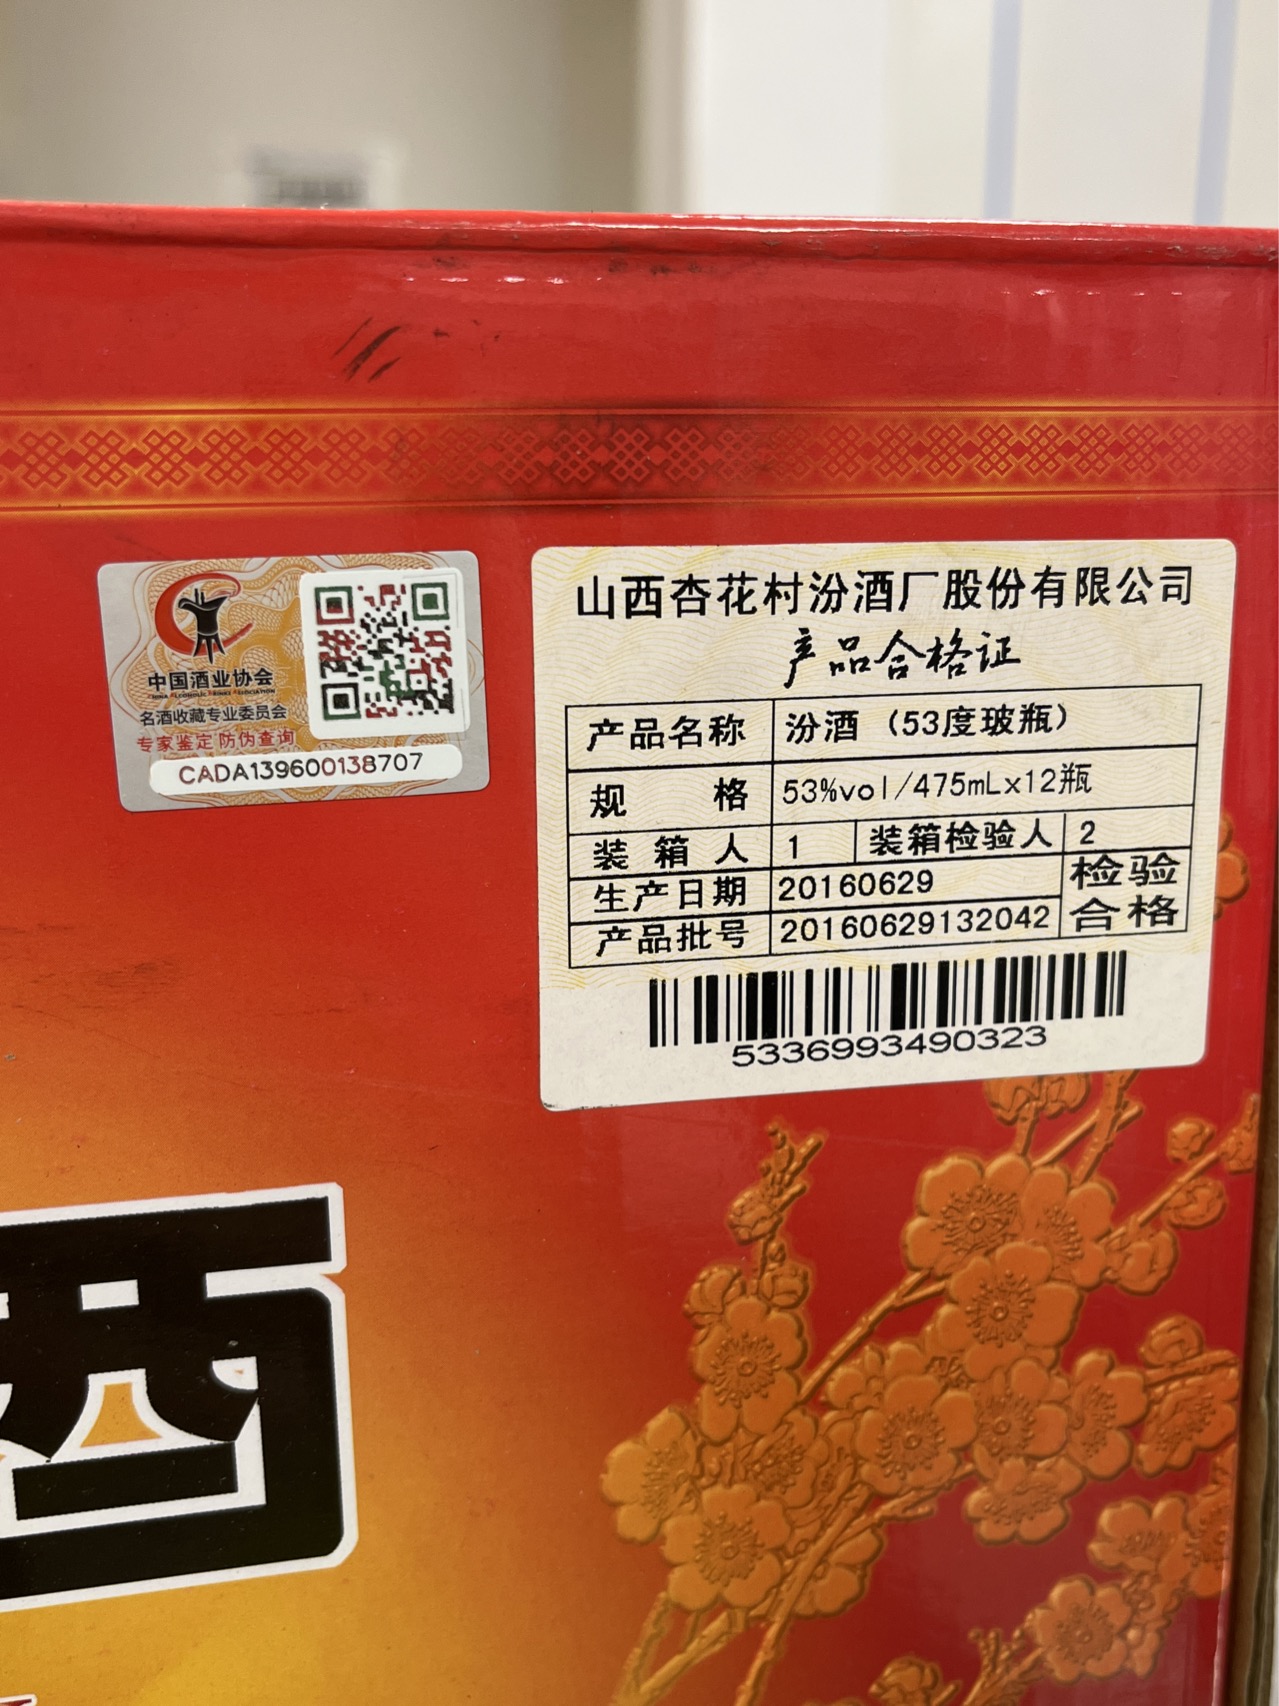 中国酒业协会
CHINA ALCOHOLIC DRINKS ASSOCIATION
名酒收藏专业委员会
专家鉴定 防伪查询
CADA139600138707
山西杏花村汾酒厂股份有限公司
产品合格证
产品名称 汾酒（53度玻瓶）
规 格 53%vol/475mLx12瓶
装箱人 1 装箱检验人 2
生产日期 20160629 检验
产品批号 20160629132042 合格
5336993490323